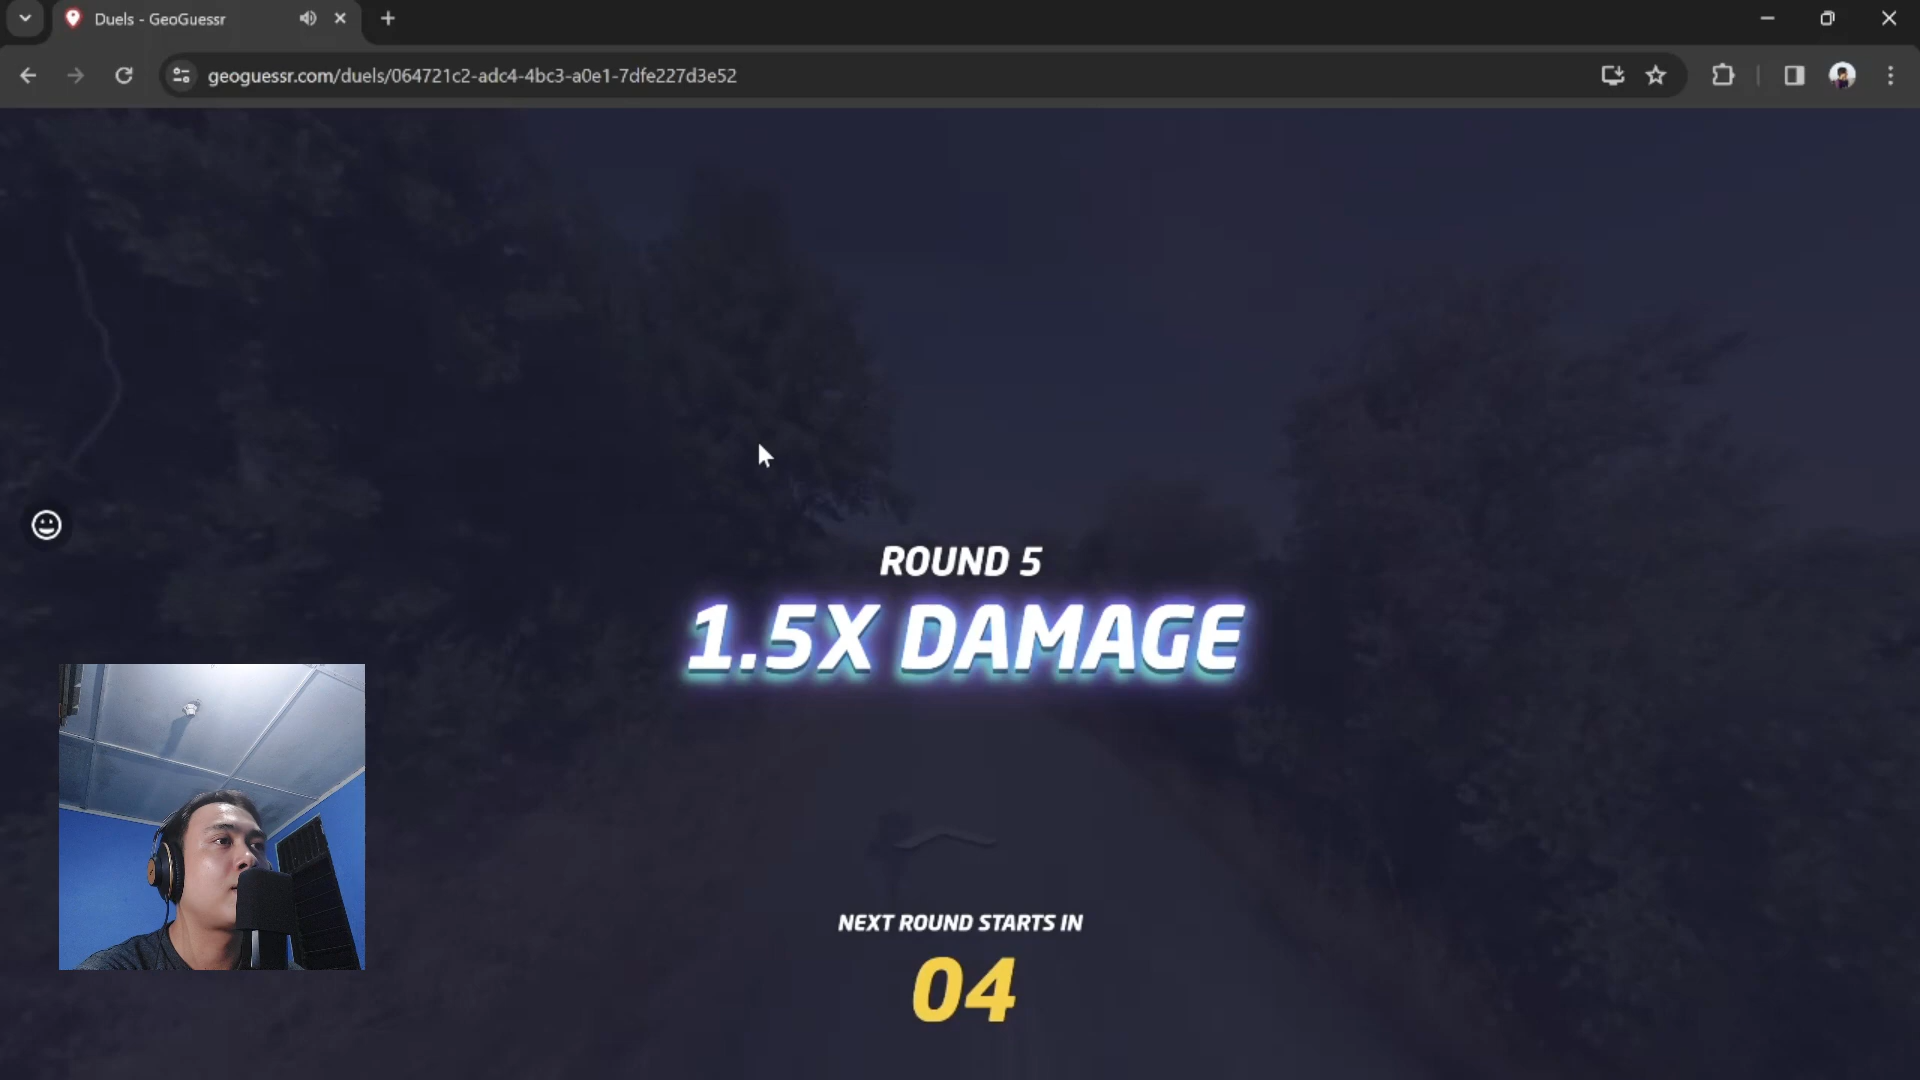 Duels - GeoGuessr
geoguessr.com/duels/064721c2-adc4-4bc3-a0e1-7dfe227d3e52
ROUND 5
1.5X DAMAGE
NEXT ROUND STARTS IN
04